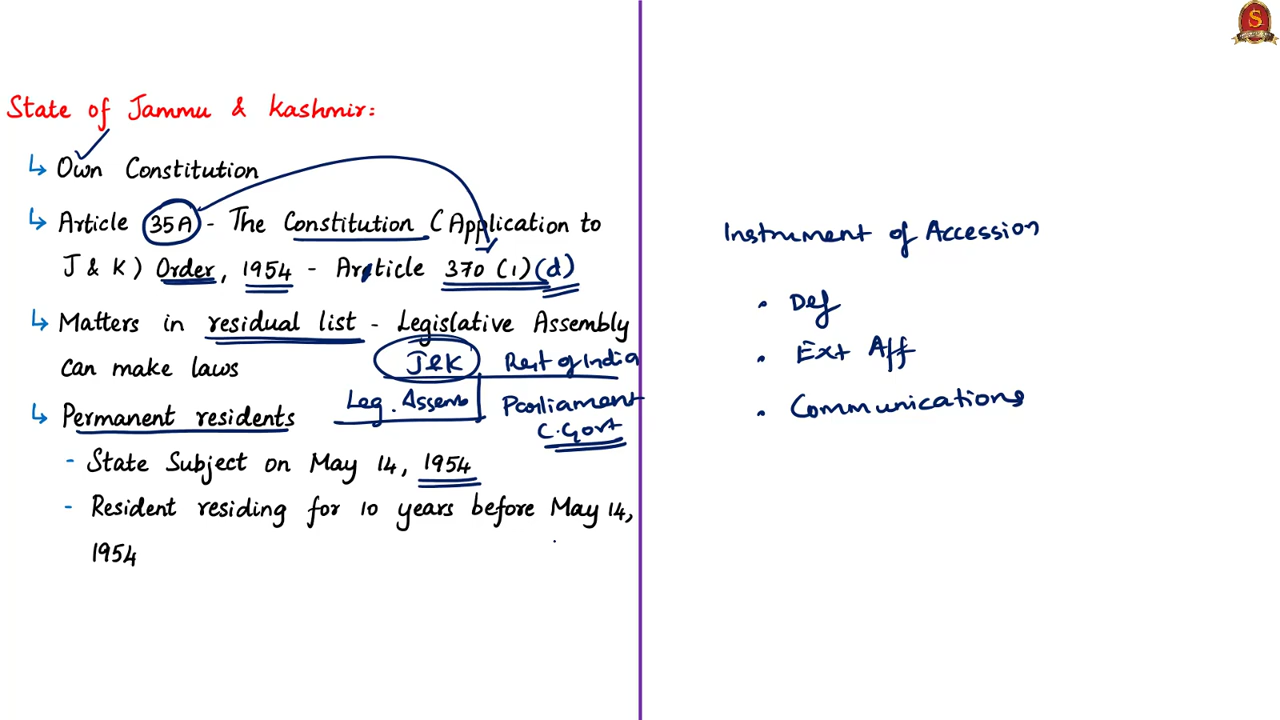 State of Jammu & Kashmir:
↳ Own Constitution
↳ Article 35A - The Constitution (Application to
J & K) Order, 1954 - Article 370 (1)(d)
↳ Matters in residual list - Legislative Assembly
can make laws
J&K Rest of India
Leg. Assemb Parliament
C. Govt
↳ Permanent residents
- State Subject on May 14, 1954
- Resident residing for 10 years before May 14,
1954
Instrument of Accession
• Def
• Ext Aff
• Communications
S